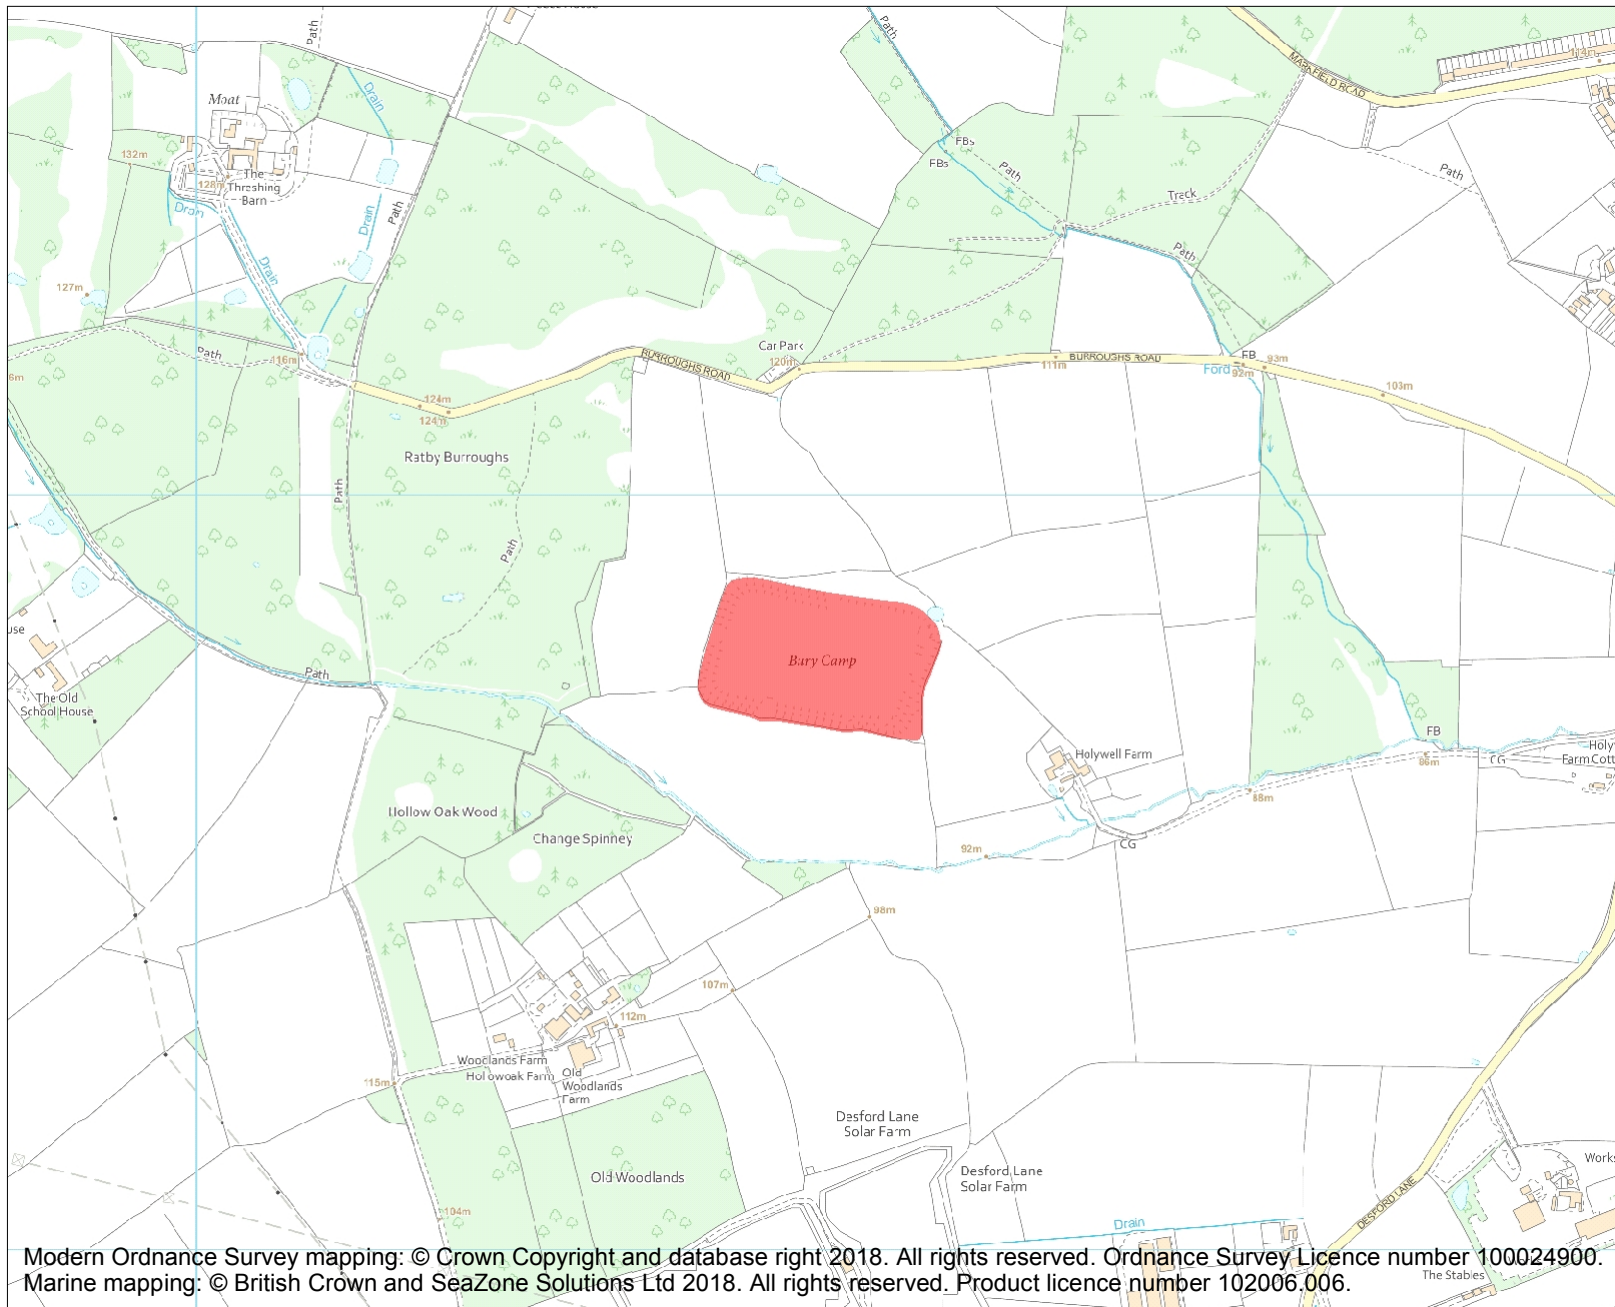 Path
Path
MARKFIELD ROAD
114m
Drain
Moat
132m
FBs
FBs
Path
Path
The
Threshing
Barn
128m
Track
Path
Drain
Drain
Path
Drain
127m
Car Park
120m
BURROUGHS ROAD
BURROUGHS ROAD
111m
FB
93m
92m
Ford
Path
116m
6m
103m
124m
124m
Ratby Burroughs
Path
Path
Bury Camp
use
The Old
School House
Path
FB
Holywell Farm
86m
CG
Holy
Farm Cott
88m
Hollow Oak Wood
Change Spinney
CG
92m
98m
107m
112m
Woodlands Farm
Hollowoak Farm
Old
Woodlands
Farm
115m
Desford Lane
Solar Farm
Old Woodlands
Desford Lane
Solar Farm
Works
104m
DESFORD LANE
Drain
Modern Ordnance Survey mapping: © Crown Copyright and database right 2018. All rights reserved. Ordnance Survey Licence number 100024900.
Marine mapping: © British Crown and SeaZone Solutions Ltd 2018. All rights reserved. Product licence number 102006.006.
The Stables